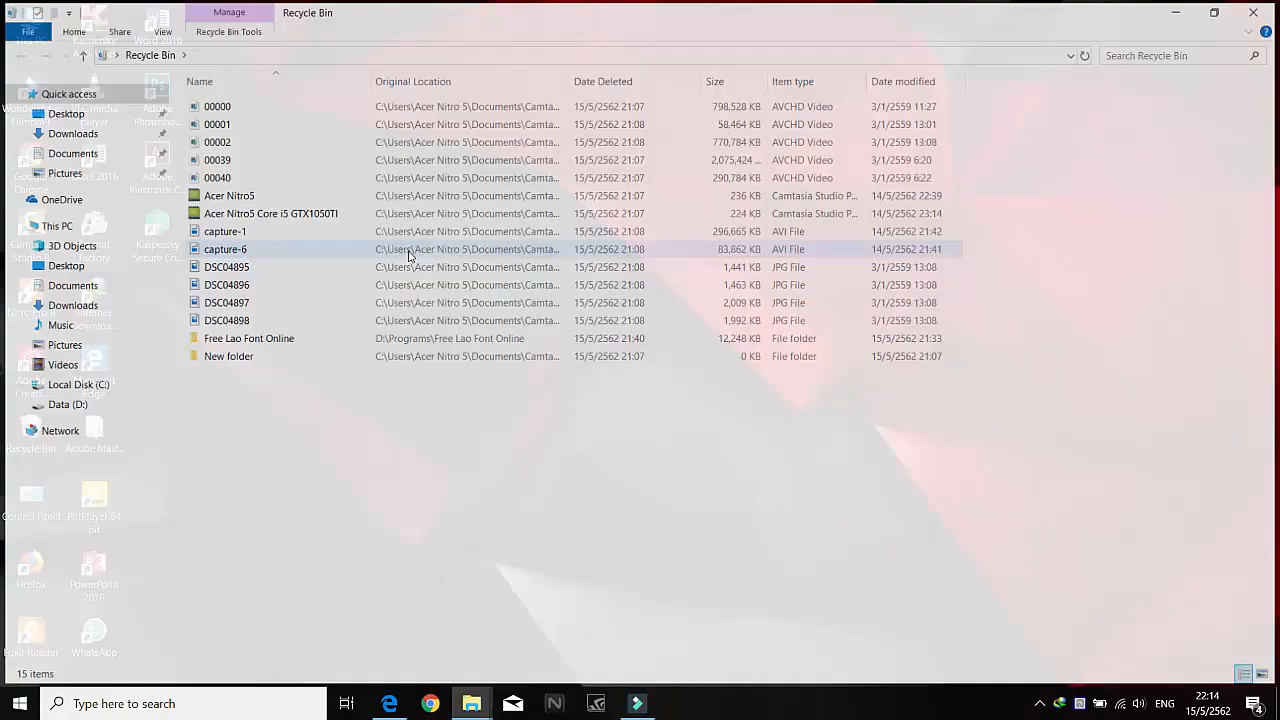 Manage
Recycle Bin
File
Home
Share
View
Recycle Bin Tools
Recycle Bin
Search Recycle Bin
Name
Original Location
Date Deleted
Size
Item type
Date modified
00000 C:\Users\Acer Nitro 5\Documents\Camta... 15/5/2562 21:07 798,528 KB AVCHD Video 3/1/2559 11:27
00001 C:\Users\Acer Nitro 5\Documents\Camta... 15/5/2562 21:08 58,464 KB AVCHD Video 3/1/2559 13:01
00002 C:\Users\Acer Nitro 5\Documents\Camta... 15/5/2562 21:08 770,784 KB AVCHD Video 3/1/2559 13:08
00039 C:\Users\Acer Nitro 5\Documents\Camta... 15/5/2562 21:07 2,075,424 ... AVCHD Video 3/1/2559 6:20
00040 C:\Users\Acer Nitro 5\Documents\Camta... 15/5/2562 21:07 290,784 KB AVCHD Video 3/1/2559 6:22
Acer Nitro5 C:\Users\Acer Nitro 5\Documents\Camta... 15/5/2562 21:07 236 KB Camtasia Studio P... 14/5/2562 22:39
Acer Nitro5 Core i5 GTX1050TI C:\Users\Acer Nitro 5\Documents\Camta... 15/5/2562 21:07 224 KB Camtasia Studio P... 14/5/2562 23:14
capture-1 C:\Users\Acer Nitro 5\Documents\Camta... 15/5/2562 21:08 296,665 KB AVI File 14/5/2562 21:42
capture-6 C:\Users\Acer Nitro 5\Documents\Camta... 15/5/2562 21:08 83,862 KB AVI File 14/5/2562 21:41
DSC04895 C:\Users\Acer Nitro 5\Documents\Camta... 15/5/2562 21:08 1,441 KB JPG File 3/1/2559 13:08
DSC04896 C:\Users\Acer Nitro 5\Documents\Camta... 15/5/2562 21:08 1,463 KB JPG File 3/1/2559 13:08
DSC04897 C:\Users\Acer Nitro 5\Documents\Camta... 15/5/2562 21:08 JPG File 3/1/2559 13:08
DSC04898 C:\Users\Acer Nitro 5\Documents\Camta... 15/5/2562 21:08 1,992 KB JPG File 3/1/2559 13:08
Free Lao Font Online D:\Programs\Free Lao Font Online 15/5/2562 21:40 12,248 KB File folder 15/5/2562 21:33
New folder C:\Users\Acer Nitro 5\Documents\Camta... 15/5/2562 21:07 0 KB File folder 15/5/2562 21:07
Quick access
Desktop
Downloads
Documents
Pictures
OneDrive
This PC
3D Objects
Desktop
Documents
Downloads
Music
Pictures
Videos
Local Disk (C:)
Data (D:)
Network
Recycle Bin
Adobe Mast...
Control Panel
PotPlayer 64
bit
Firefox
PowerPoint
2016
Foxit Reader
WhatsApp
Kaspersky
Secure Co...
15 items
Type here to search
ENG
22:14
15/5/2562
4